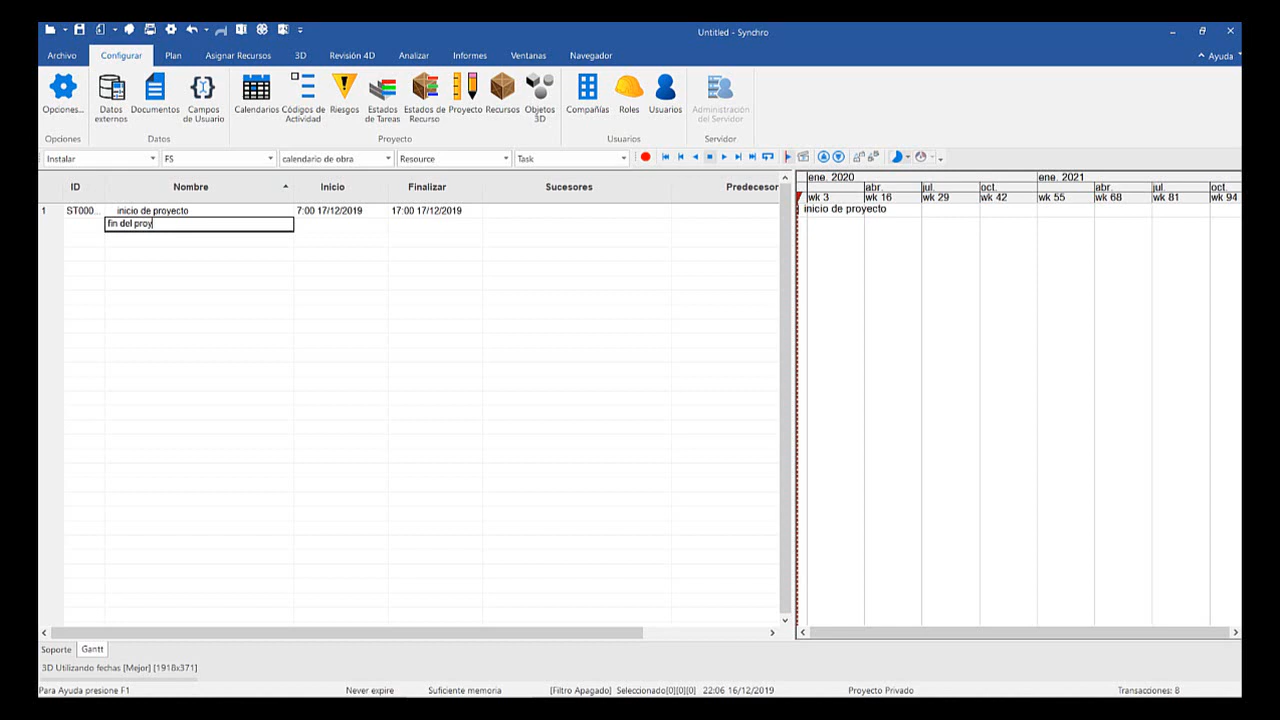 Untitled - Synchro
Archivo Configurar Plan Asignar Recursos 3D Revisión 4D Analizar Informes Ventanas Navegador Ayuda
Opciones... Datos externos Documentos Campos de Usuario Calendarios Códigos de Actividad Riesgos Estados de Tareas Estados de Recurso Proyecto Recursos Objetos 3D Compañías Roles Usuarios Administración del Servidor
Opciones Datos Proyecto Usuarios Servidor
Instalar FS calendario de obra Resource Task
ID Nombre Inicio Finalizar Sucesores Predecesor
ene. 2020 ene. 2021
abr. jul. oct. abr. jul. oct.
wk 3 wk 16 wk 29 wk 42 wk 55 wk 68 wk 81 wk 94
1 ST000... inicio de proyecto 7:00 17/12/2019 17:00 17/12/2019 inicio de proyecto
fin del proy
Soporte Gantt
3D Utilizando fechas [Mejor] [1918x371]
Para Ayuda presione F1 Never expire Suficiente memoria [Filtro Apagado] Seleccionado[0][0][0] 22:06 16/12/2019 Proyecto Privado Transacciones: 8